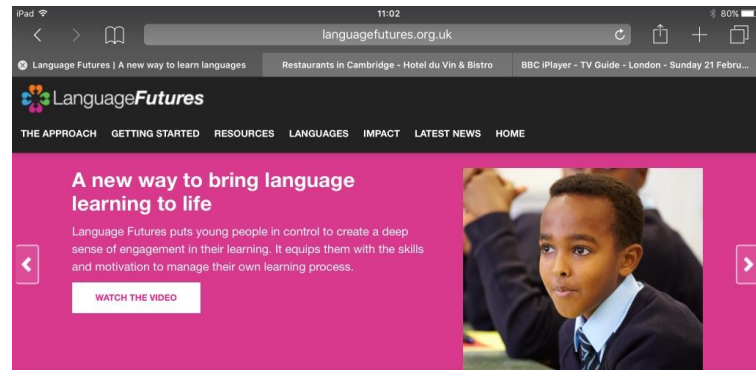 iPad 11:02 80%
languagefutures.org.uk
Language Futures | A new way to learn languages Restaurants in Cambridge - Hotel du Vin & Bistro BBC iPlayer - TV Guide - London - Sunday 21 Febru...
LanguageFutures
THE APPROACH GETTING STARTED RESOURCES LANGUAGES IMPACT LATEST NEWS HOME
A new way to bring language
learning to life
Language Futures puts young people in control to create a deep
sense of engagement in their learning. It equips them with the skills
and motivation to manage their own learning process.
WATCH THE VIDEO